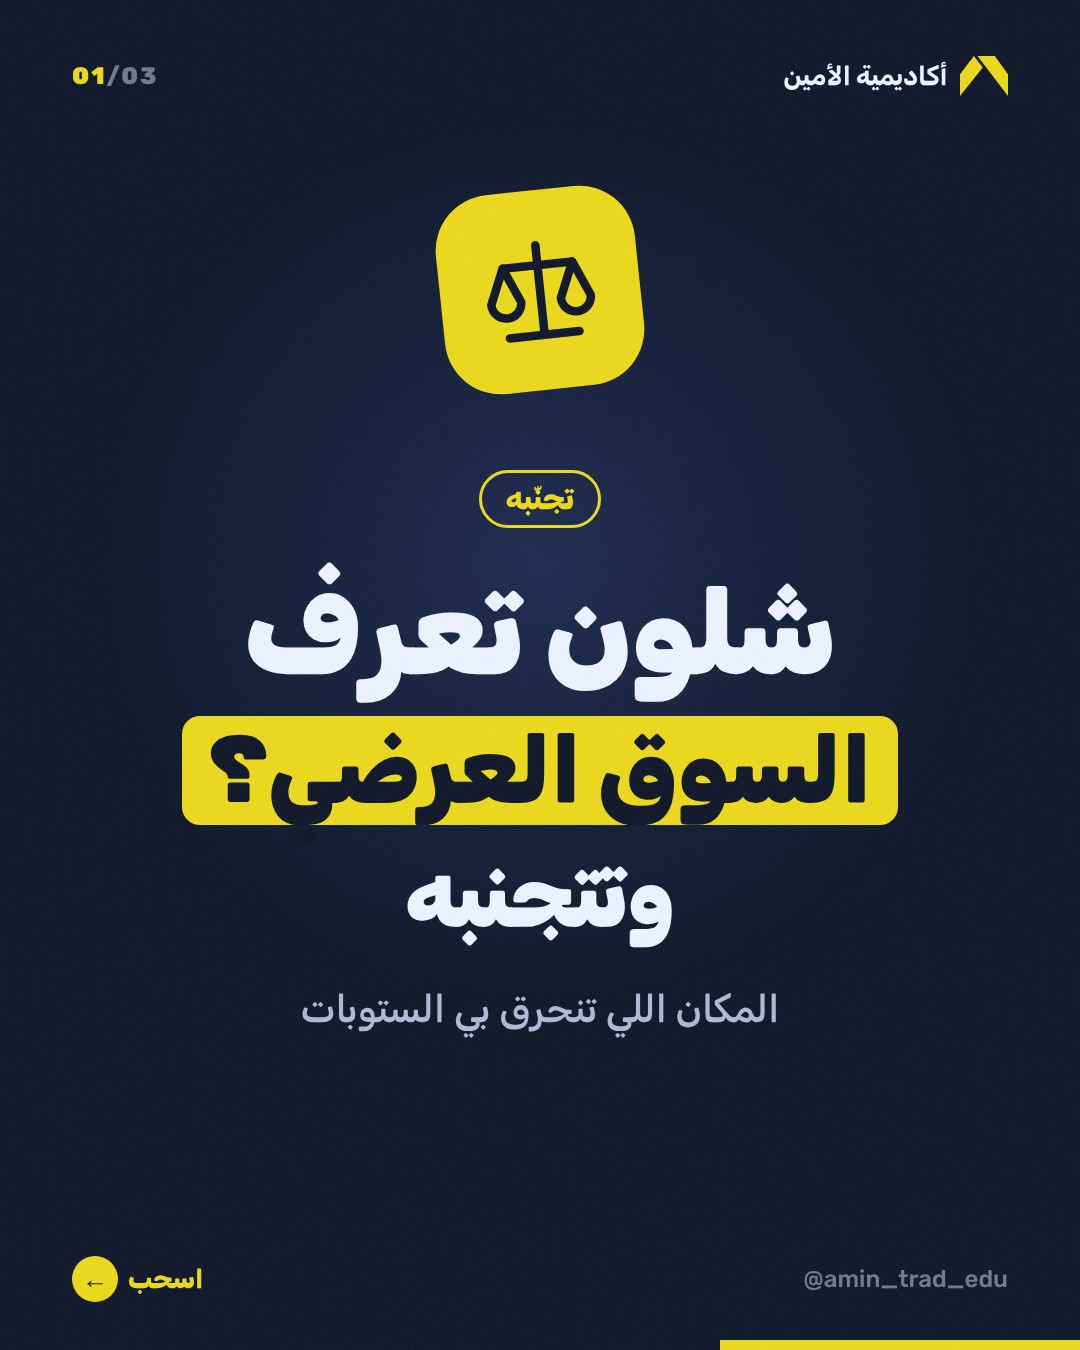 أكاديمية الأمين
01/03
تجنّبه
شلون تعرف
السوق العرضي؟
وتتجنبه
المكان اللي تنحرق بي الستوبات
اسحب ←
@amin_trad_edu